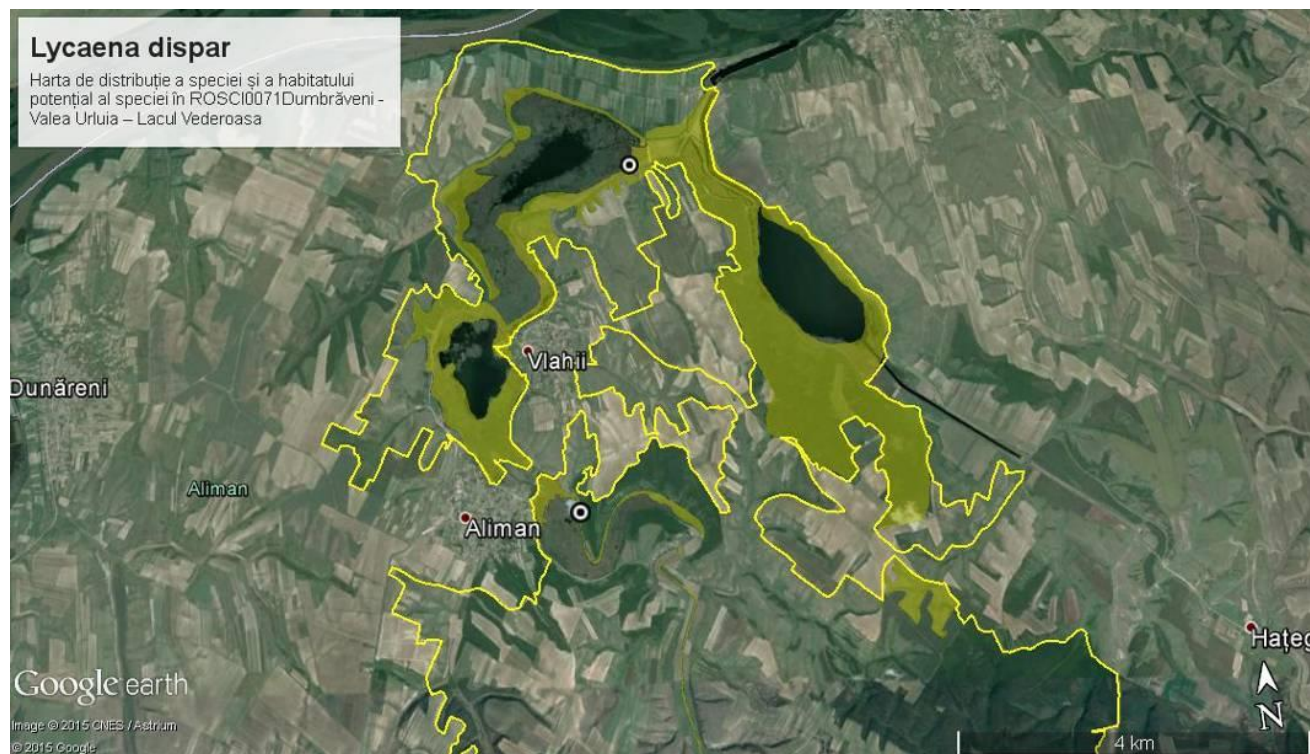 Lycaena dispar
Harta de distribuție a speciei și a habitatului
potențial al speciei în ROSCI0071Dumbrăveni -
Valea Urluia – Lacul Vederoasa
Vlahii
Dunăreni
Aliman
Aliman
Hațeg
Google earth
N
Image © 2015 CNES / Astrium
© 2015 Google
4 km